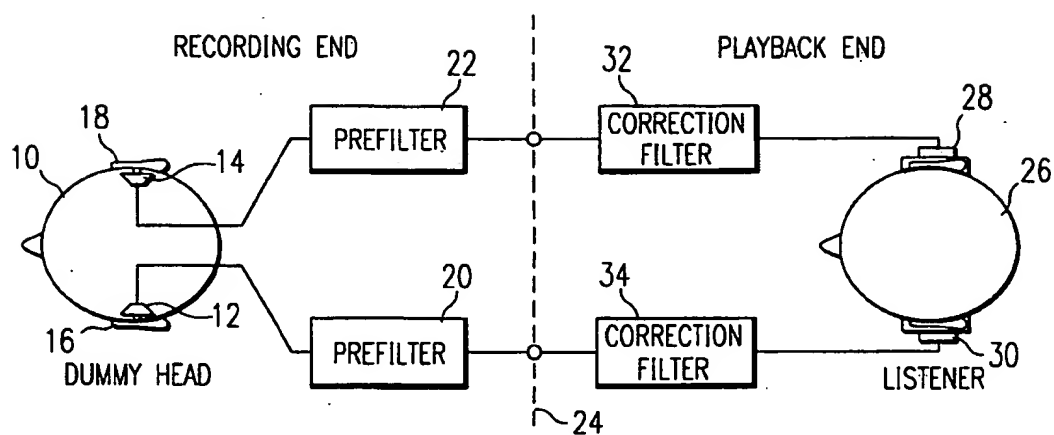 RECORDING END
PLAYBACK END
22
32
18
PREFILTER
CORRECTION
FILTER
28
10
14
26
20
34
16
12
PREFILTER
CORRECTION
FILTER
30
DUMMY HEAD
LISTENER
24